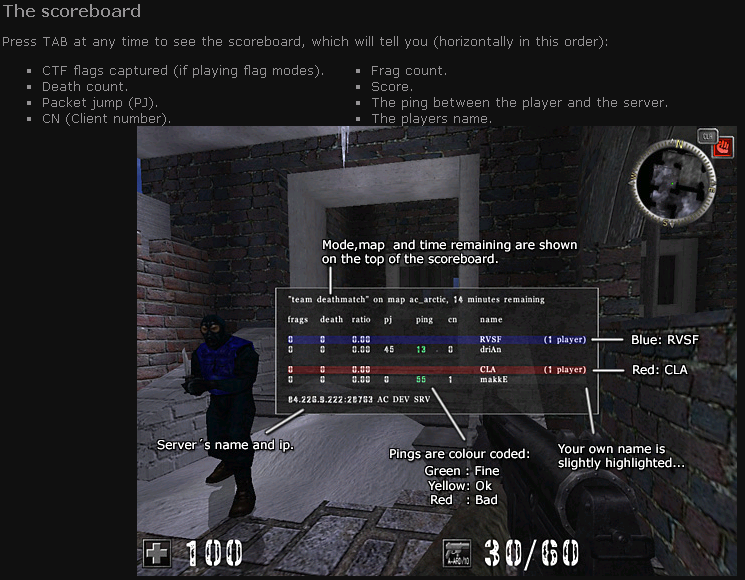 The scoreboard
Press TAB at any time to see the scoreboard, which will tell you (horizontally in this order):
CTF flags captured (if playing flag modes).
Death count.
Packet jump (PJ).
CN (Client number).
Frag count.
Score.
The ping between the player and the server.
The players name.
CLA
N
W
E
S
Mode,map and time remaining are shown
on the top of the scoreboard.
"team deathmatch" on map ac_arctic, 14 minutes remaining
frags death ratio pj ping cn name
0 0 0.00 RVSF (1 player)
0 0 0.00 45 13 0 driAn
0 0 0.00 CLA (1 player)
0 0 0.00 0 55 1 makkE
AC DEV SRV
Blue: RVSF
Red: CLA
Server´s name and ip.
Pings are colour coded:
Green : Fine
Yellow: Ok
Red : Bad
Your own name is
slightly highlighted...
100
A-ARD/10
30/60